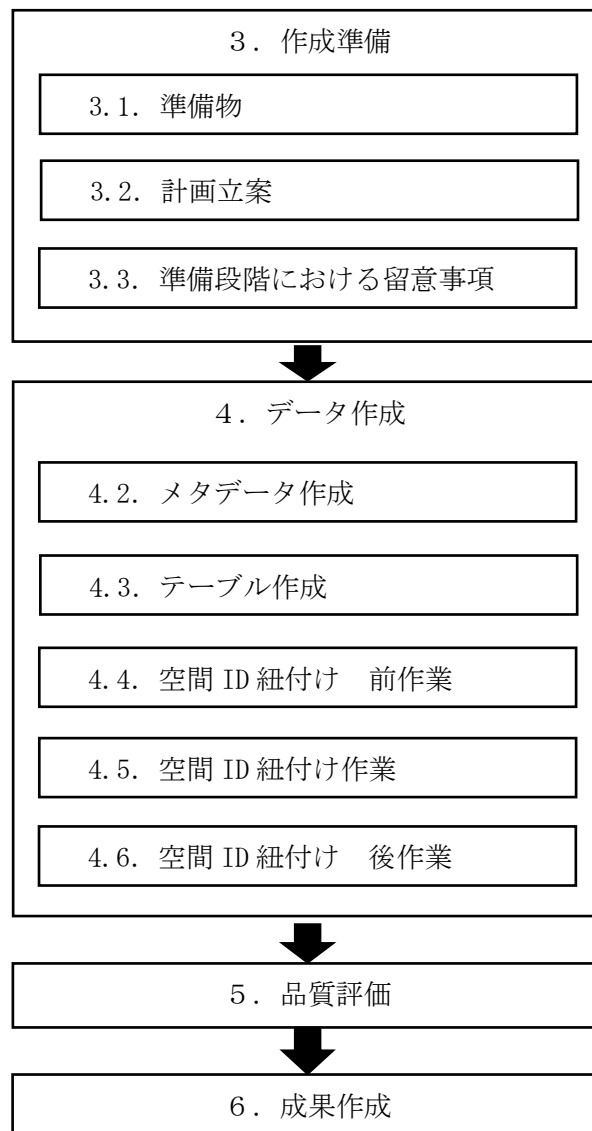 ３．作成準備
3.1. 準備物
3.2. 計画立案
3.3. 準備段階における留意事項
４．データ作成
4.2. メタデータ作成
4.3. テーブル作成
4.4. 空間 ID 紐付け　前作業
4.5. 空間 ID 紐付け作業
4.6. 空間 ID 紐付け　後作業
５．品質評価
６．成果作成